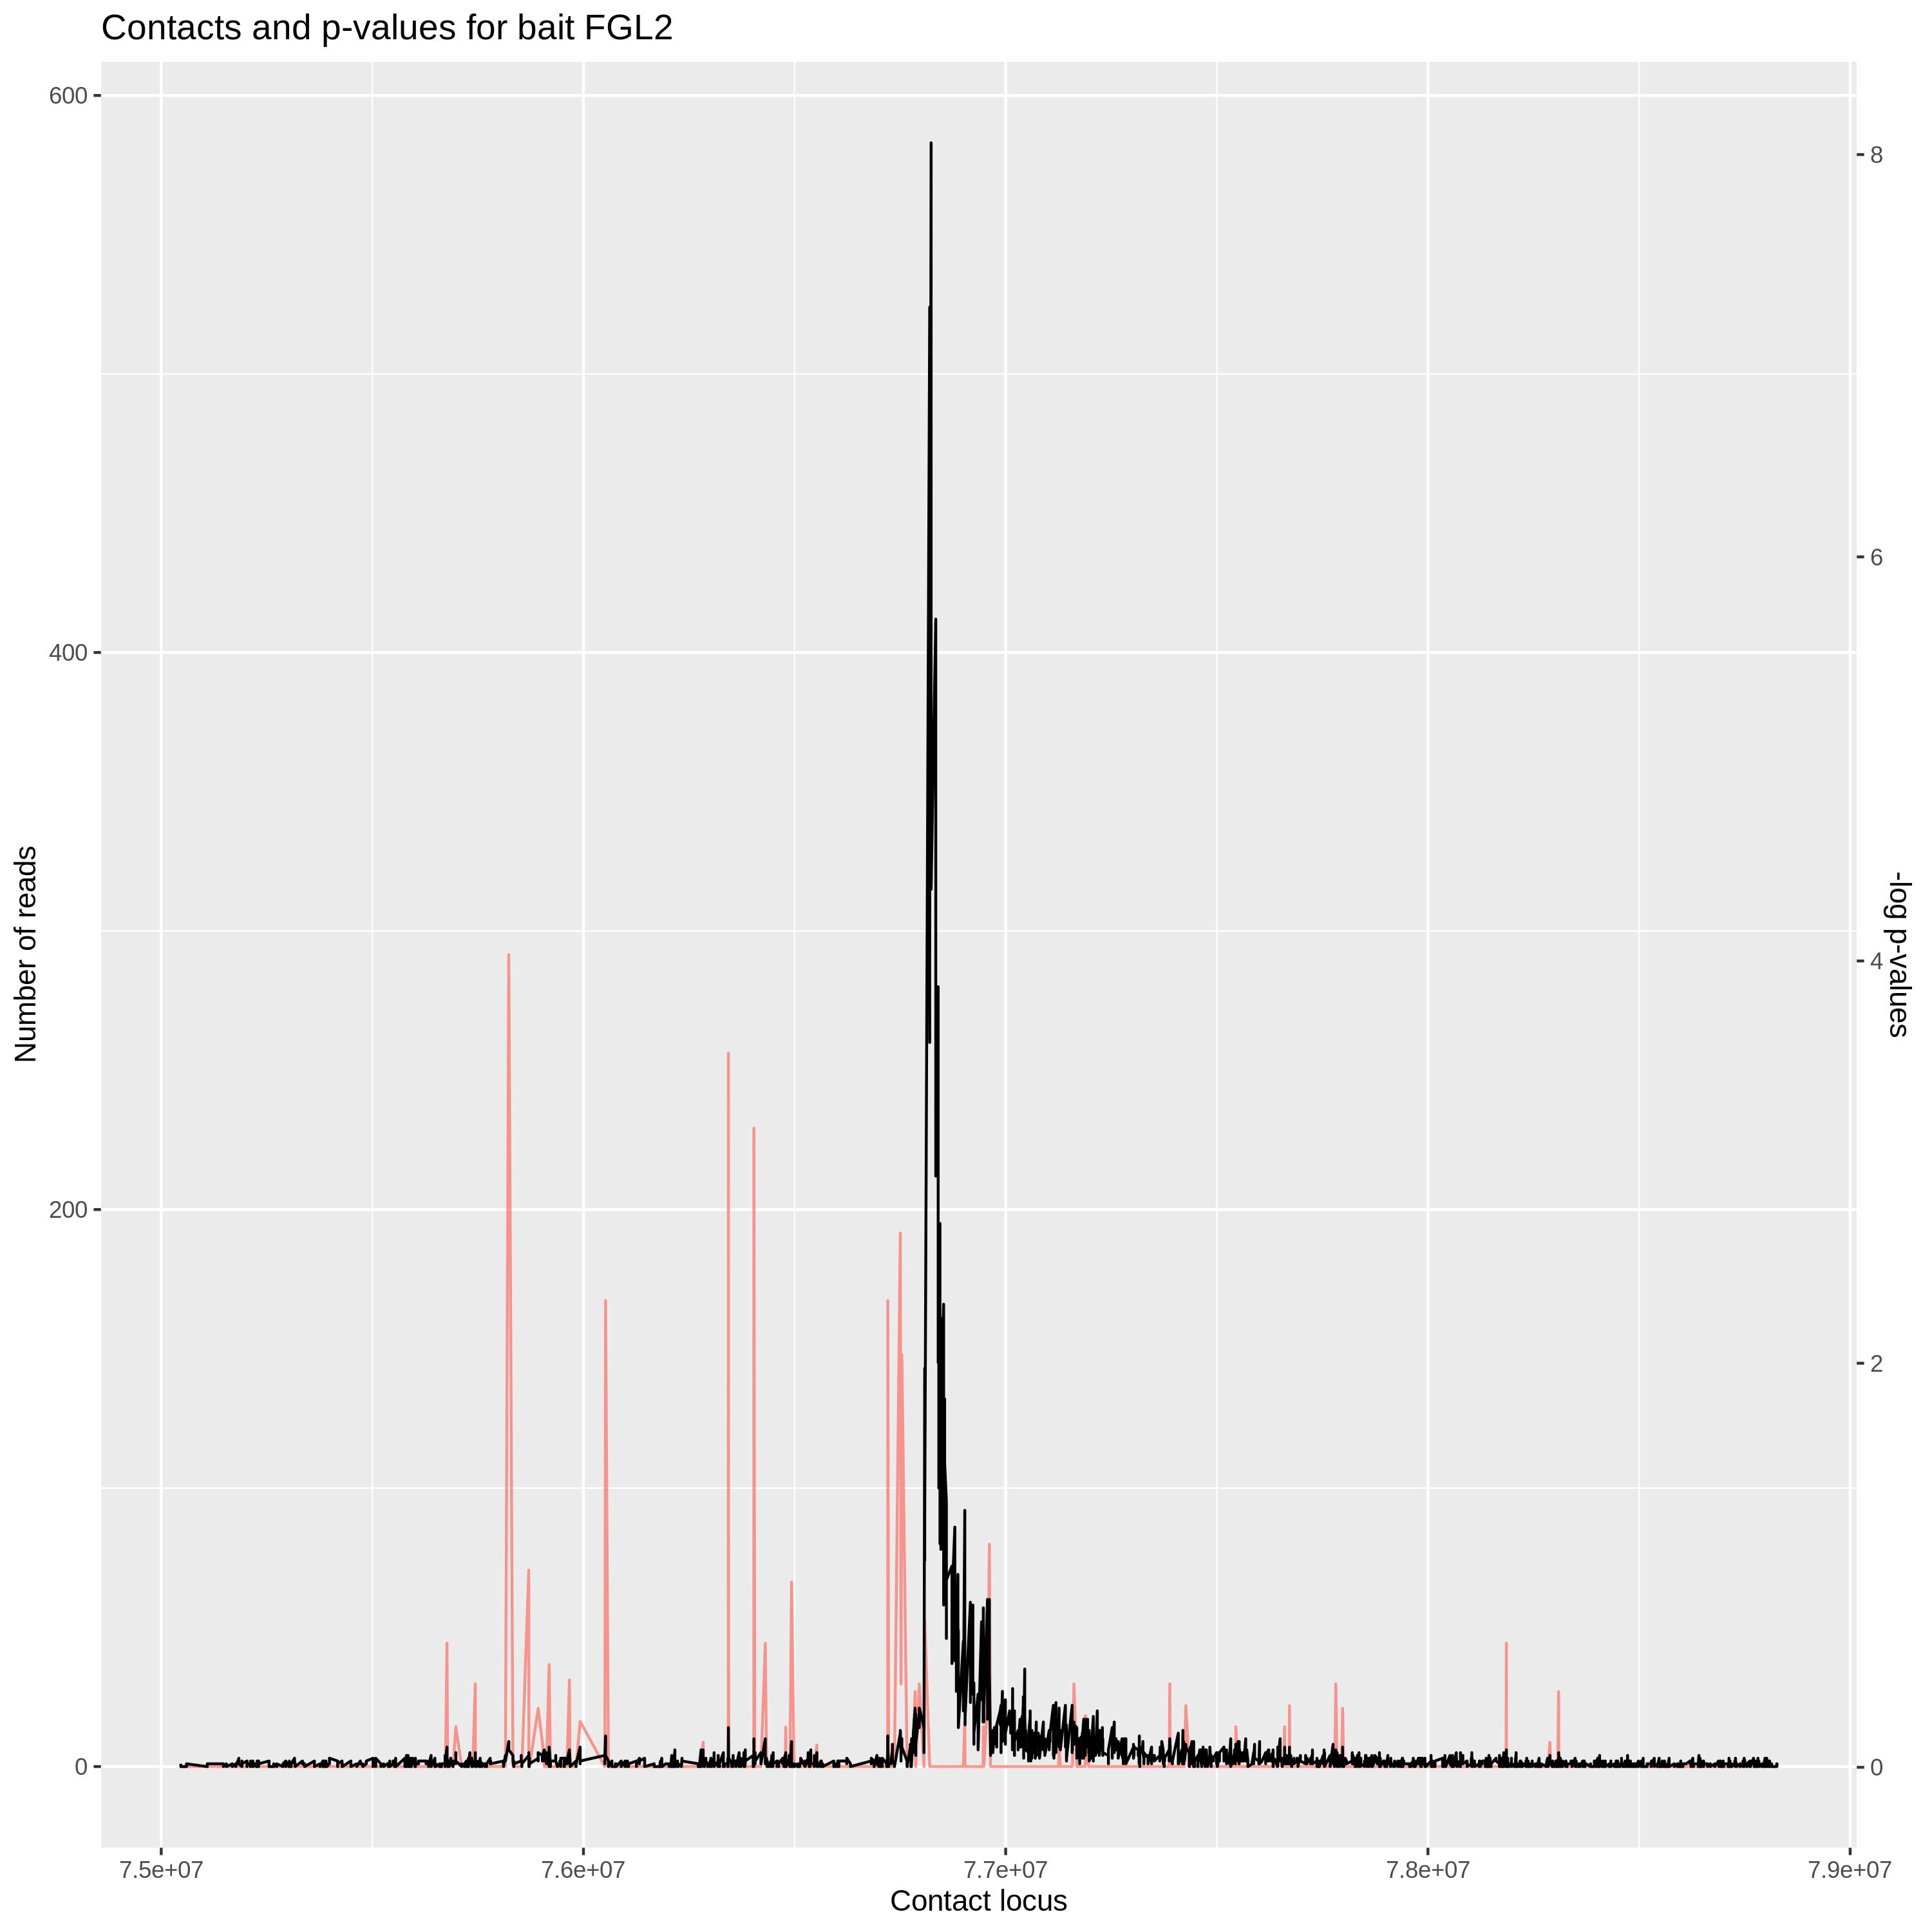 Contacts and p-values for bait FGL2
600
400
200
0
Number of reads
8
6
4
2
0
-log p-values
7.5e+07
7.6e+07
7.7e+07
7.8e+07
7.9e+07
Contact locus